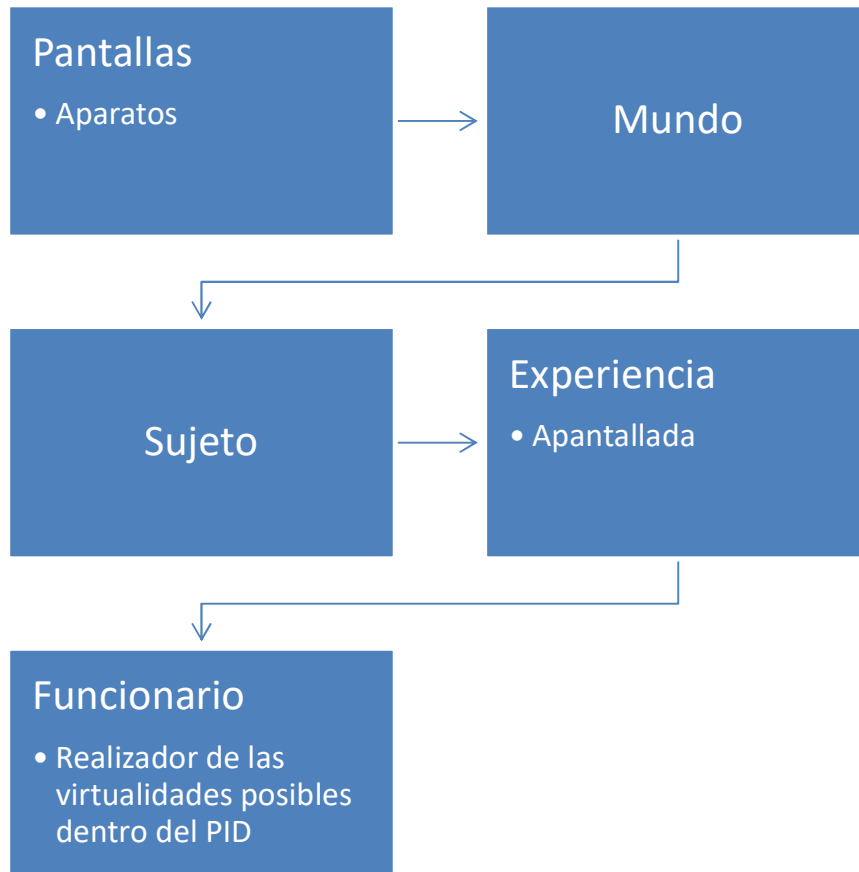 Pantallas
• Aparatos
Mundo
Sujeto
Experiencia
• Apantallada
Funcionario
• Realizador de las
virtualidades posibles
dentro del PID